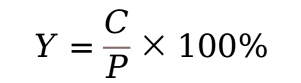 Y = C/P × 100%